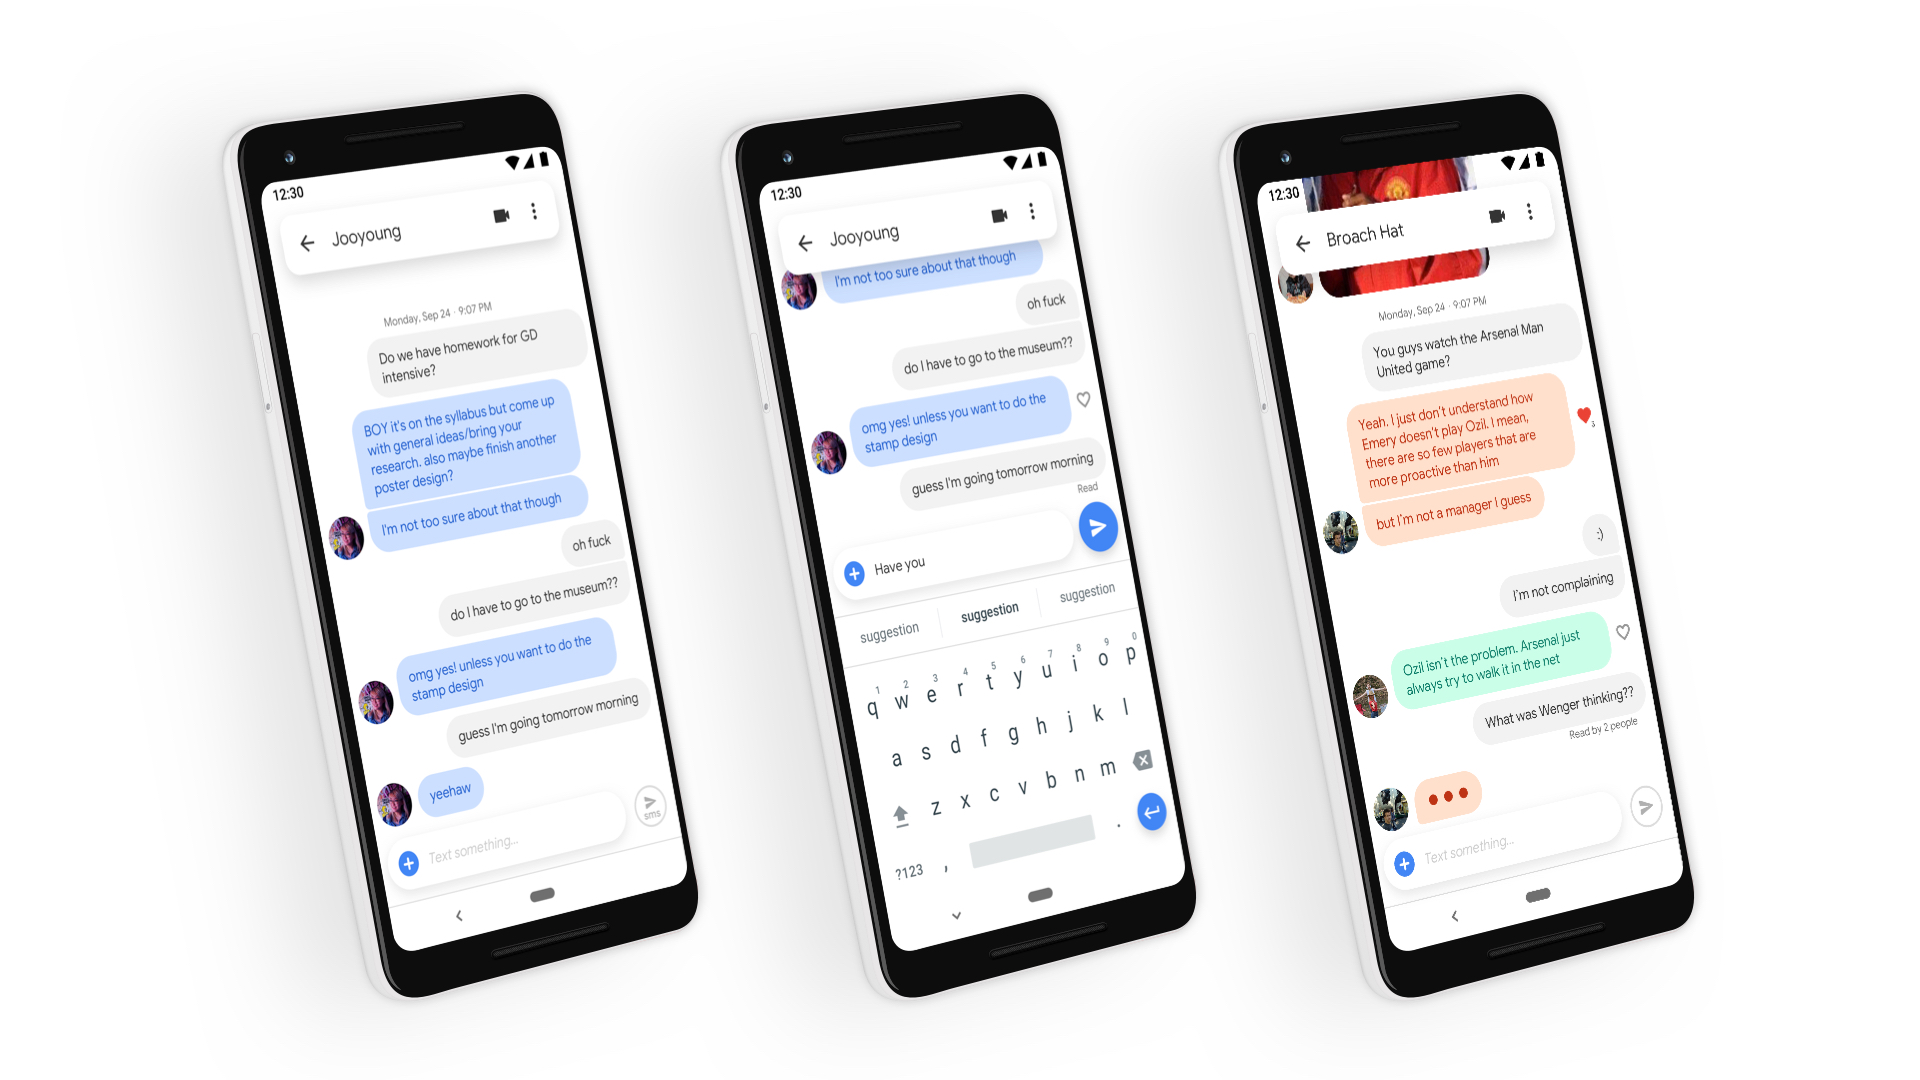 12:30
Jooyoung
Monday, Sep 24 · 9:07 PM
Do we have homework for GD
intensive?
BOY it's on the syllabus but come up
with general ideas/bring your
research. also maybe finish another
poster design?
I'm not too sure about that though
oh fuck
do I have to go to the museum??
omg yes! unless you want to do the
stamp design
guess I'm going tomorrow morning
yeehaw
Text something...
sms
12:30
Jooyoung
I'm not too sure about that though
oh fuck
do I have to go to the museum??
omg yes! unless you want to do the
stamp design
guess I'm going tomorrow morning
Read
Have you
suggestion suggestion suggestion
1 2 3 4 5 6 7 8 9 0
q w e r t y u i o p
a s d f g h j k l
z x c v b n m
?123 , .
12:30
Broach Hat
Monday, Sep 24 · 9:07 PM
You guys watch the Arsenal Man
United game?
Yeah. I just don't understand how
Emery doesn't play Ozil. I mean,
there are so few players that are
more proactive than him
3
but I'm not a manager I guess
:)
I'm not complaining
Ozil isn't the problem. Arsenal just
always try to walk it in the net
What was Wenger thinking??
Read by 2 people
Text something...